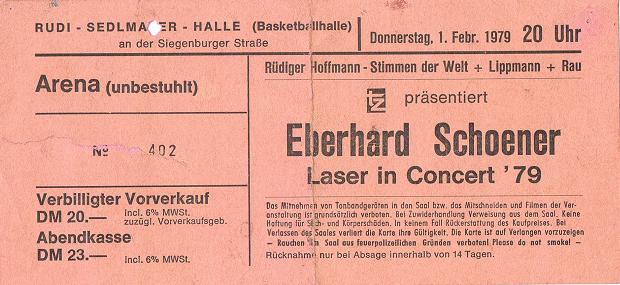 RUDI - SEDLMAYER - HALLE (Basketballhalle)
an der Siegenburger Straße
Donnerstag, 1. Febr. 1979 20 Uhr
Arena (unbestuhlt)
№ 402
Verbilligter Vorverkauf
DM 20.— incl. 6% MWSt.
zuzügl. Vorverkaufsgeb.
Abendkasse
DM 23.— incl. 6% MWSt.
Rüdiger Hoffmann - Stimmen der Welt + Lippmann + Rau
tz präsentiert
Eberhard Schoener
Laser in Concert '79
Das Mitnehmen von Tonbandgeräten in den Saal bzw. das Mitschneiden und Filmen der Ver-
anstaltung ist grundsätzlich verboten. Bei Zuwiderhandlung Verweisung aus dem Saal. Keine
Haftung für Sach- und Körperschäden. In keinem Fall Rückerstattung des Kaufpreises. Bei
Verlassen des Saales verliert die Karte ihre Gültigkeit. Die Karte ist auf Verlangen vorzuzeigen
— Rauchen im Saal aus feuerpolizeilichen Gründen verboten! Please do not smoke! —
Rücknahme nur bei Absage innerhalb von 14 Tagen.